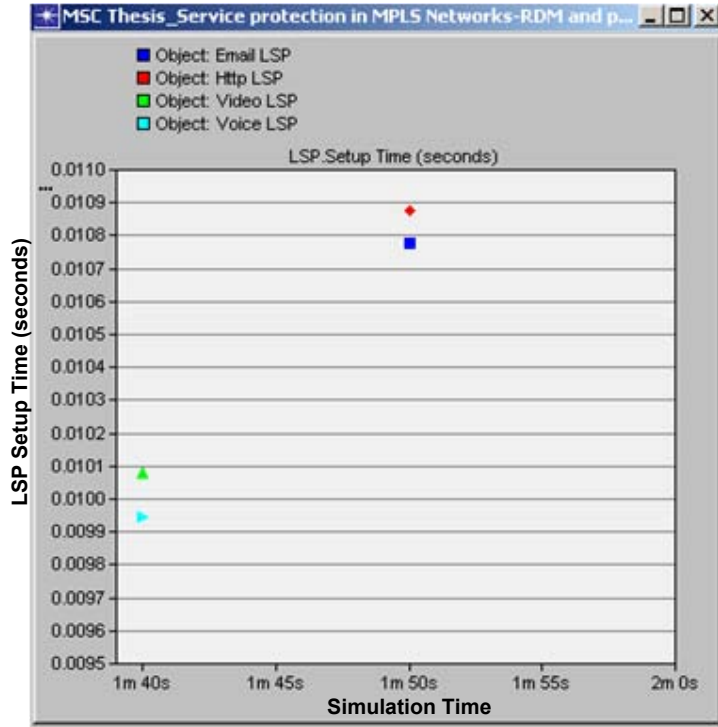 MSC Thesis_Service protection in MPLS Networks-RDM and p...
Object: Email LSP
Object: Http LSP
Object: Video LSP
Object: Voice LSP
LSP.Setup Time (seconds)
0.0110
...
0.0109
0.0108
0.0107
0.0106
0.0105
0.0104
0.0103
0.0102
0.0101
0.0100
0.0099
0.0098
0.0097
0.0096
0.0095
LSP Setup Time (seconds)
1m 40s 1m 45s 1m 50s 1m 55s 2m 0s
Simulation Time